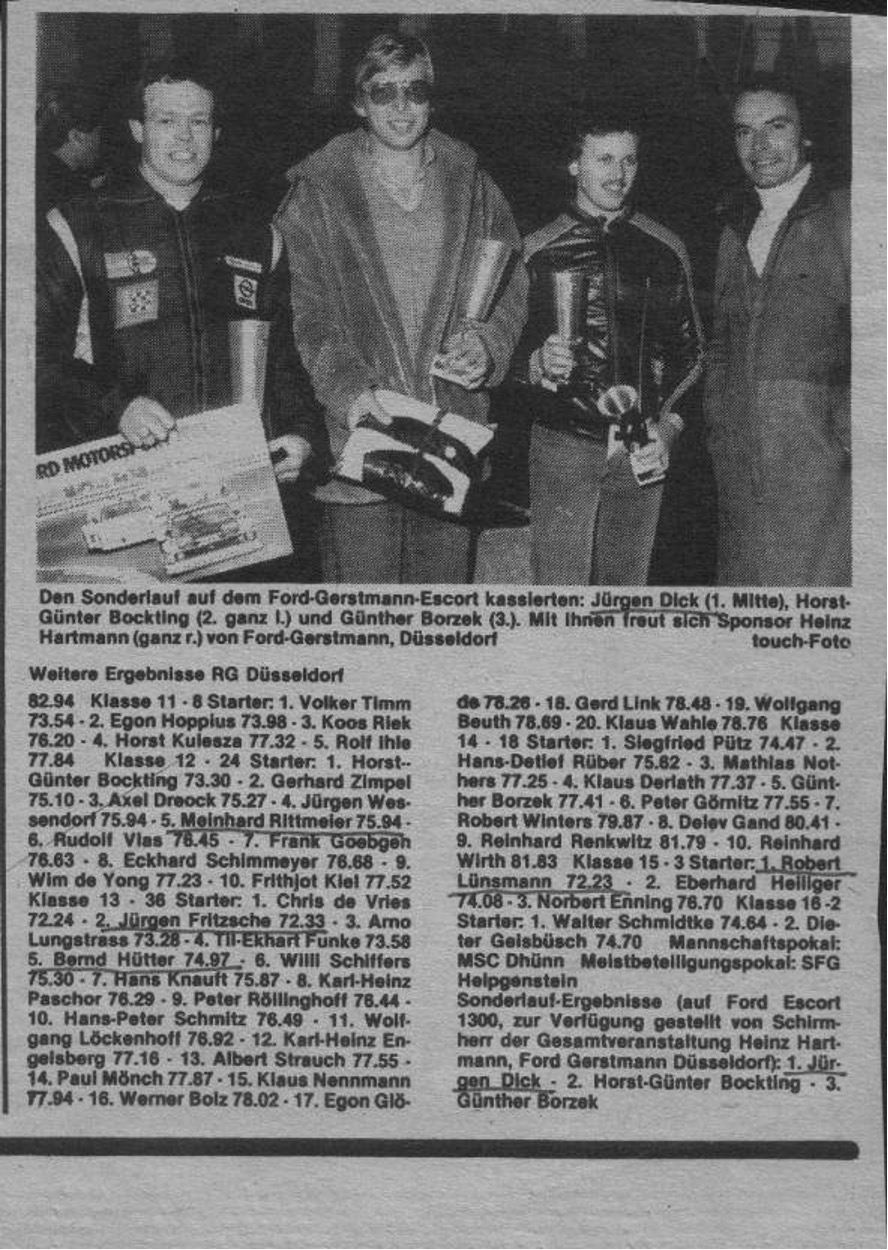 RD MOTORSP
Den Sonderlauf auf dem Ford-Gerstmann-Escort kassierten: Jürgen Dick (1. Mitte), Horst-
Günter Bockting (2. ganz l.) und Günther Borzek (3.). Mit ihnen freut sich Sponsor Heinz
Hartmann (ganz r.) von Ford-Gerstmann, Düsseldorf touch-Foto
Weitere Ergebnisse RG Düsseldorf
82.94 Klasse 11 - 8 Starter: 1. Volker Timm
73.54 - 2. Egon Hoppius 73.98 - 3. Koos Riek
76.20 - 4. Horst Kulesza 77.32 - 5. Rolf Ihle
77.84 Klasse 12 - 24 Starter: 1. Horst-
Günter Bockting 73.30 - 2. Gerhard Zimpel
75.10 - 3. Axel Dreock 75.27 - 4. Jürgen Wes-
sendorf 75.94 - 5. Meinhard Rittmeier 75.94 -
6. Rudolf Vlas 76.45 - 7. Frank Goebgen
76.63 - 8. Eckhard Schimmeyer 76.68 - 9.
Wim de Yong 77.23 - 10. Frithjot Kiel 77.52
Klasse 13 - 36 Starter: 1. Chris de Vries
72.24 - 2. Jürgen Fritzsche 72.33 - 3. Arno
Lungstrass 73.28 - 4. Til-Ekhart Funke 73.58
5. Bernd Hütter 74.97 - 6. Willi Schiffers
75.30 - 7. Hans Knauft 75.87 - 8. Karl-Heinz
Paschor 76.29 - 9. Peter Röllinghoff 76.44 -
10. Hans-Peter Schmitz 76.49 - 11. Wolf-
gang Löckenhoff 76.92 - 12. Karl-Heinz En-
gelsberg 77.16 - 13. Albert Strauch 77.55 -
14. Paul Mönch 77.87 - 15. Klaus Nennmann
77.94 - 16. Werner Bolz 78.02 - 17. Egon Glö-
de 78.26 - 18. Gerd Link 78.48 - 19. Wolfgang
Beuth 78.69 - 20. Klaus Wahle 78.76 Klasse
14 - 18 Starter: 1. Siegfried Pütz 74.47 - 2.
Hans-Detlef Rüber 75.62 - 3. Mathias Not-
hers 77.25 - 4. Klaus Derlath 77.37 - 5. Günt-
her Borzek 77.41 - 6. Peter Görnitz 77.55 - 7.
Robert Winters 79.87 - 8. Delev Gand 80.41 -
9. Reinhard Renkwitz 81.79 - 10. Reinhard
Wirth 81.83 Klasse 15 - 3 Starter: 1. Robert
Lünsmann 72.23 - 2. Eberhard Heiliger
74.08 - 3. Norbert Enning 76.70 Klasse 16 -2
Starter: 1. Walter Schmidtke 74.64 - 2. Die-
ter Geisbüsch 74.70 Mannschaftspokal:
MSC Dhünn Meistbeteiligungspokal: SFG
Helpgenstein
Sonderlauf-Ergebnisse (auf Ford Escort
1300, zur Verfügung gestellt von Schirm-
herr der Gesamtveranstaltung Heinz Hart-
mann, Ford Gerstmann Düsseldorf): 1. Jür-
gen Dick - 2. Horst-Günter Bockting - 3.
Günther Borzek